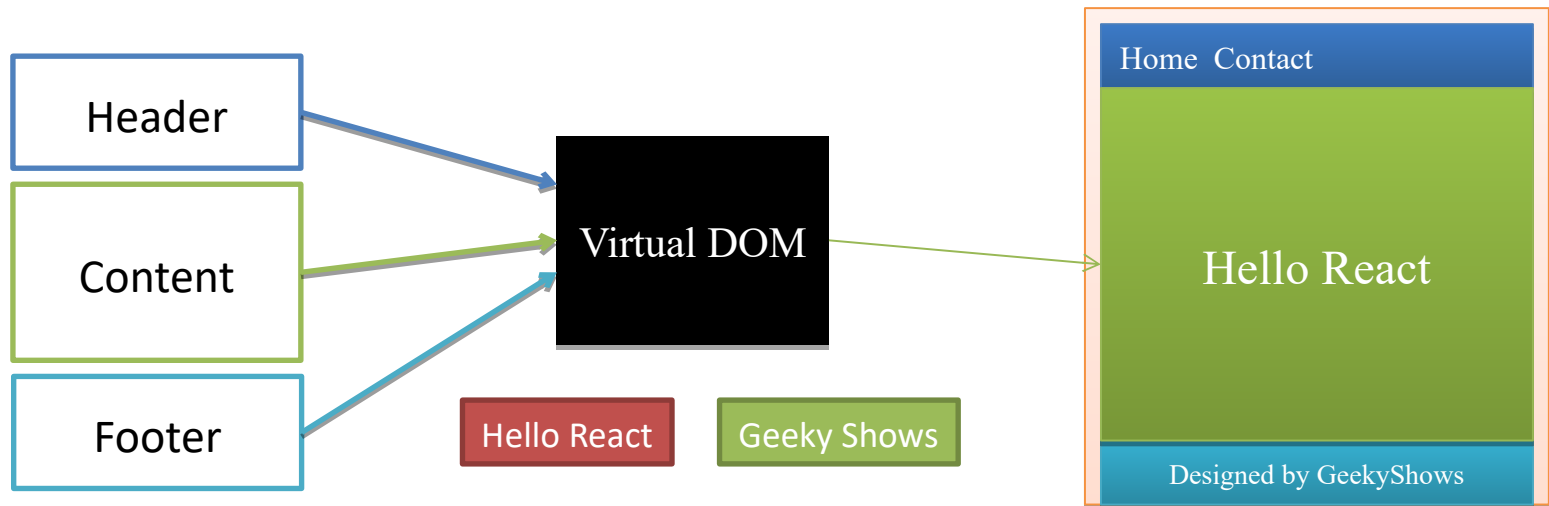 Header
Content
Footer
Virtual DOM
Hello React
Geeky Shows
Home Contact
Hello React
Designed by GeekyShows